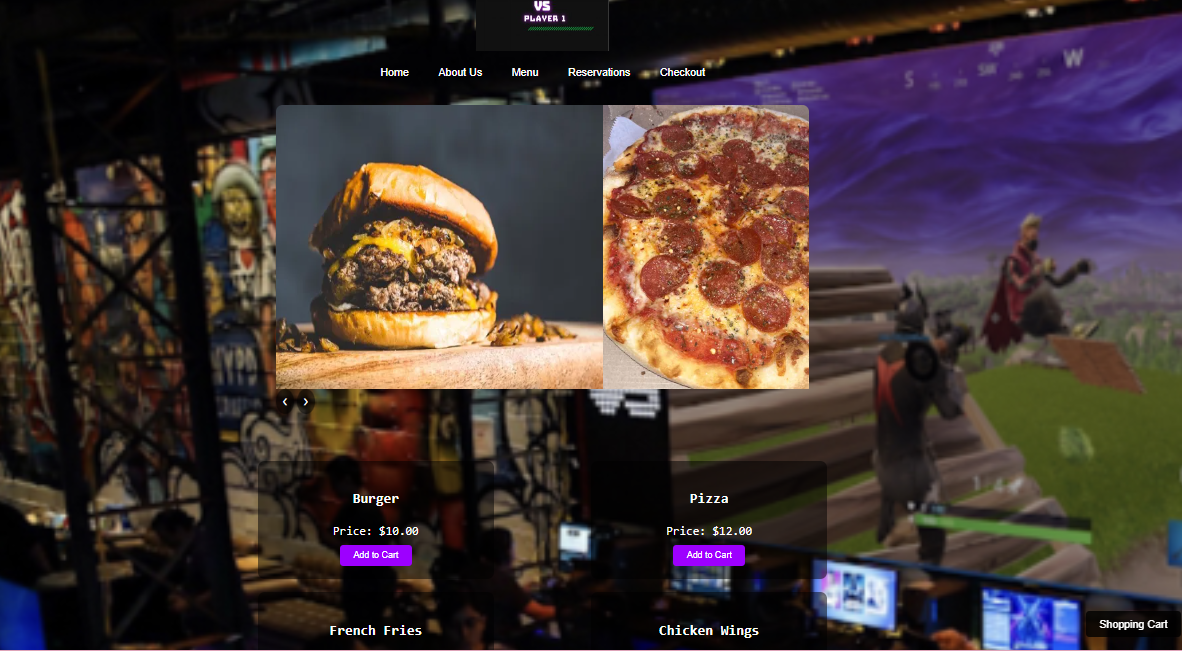 VS
PLAYER 1
Home About Us Menu Reservations Checkout
S SW W
‹ ›
Burger Pizza
Price: $10.00 Price: $12.00
Add to Cart Add to Cart
French Fries Chicken Wings
Shopping Cart